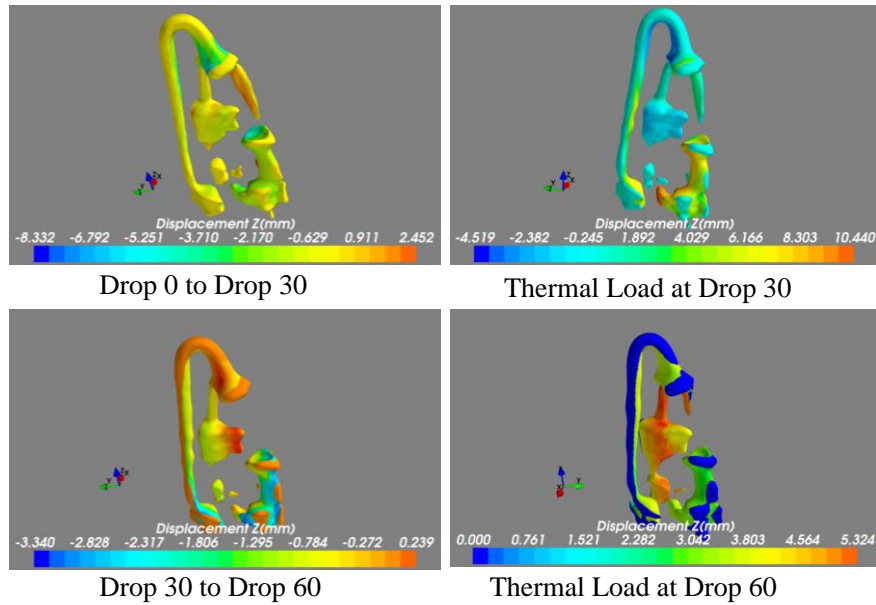 Z
X
Y
Displacement Z(mm)
-8.332 -6.792 -5.251 -3.710 -2.170 -0.629 0.911 2.452
Drop 0 to Drop 30
Z
X
Y
Displacement Z(mm)
-4.519 -2.382 -0.245 1.892 4.029 6.166 8.303 10.440
Thermal Load at Drop 30
Z
X
Y
Displacement Z(mm)
-3.340 -2.828 -2.317 -1.806 -1.295 -0.784 -0.272 0.239
Drop 30 to Drop 60
Z
X
Y
Displacement Z(mm)
0.000 0.761 1.521 2.282 3.042 3.803 4.564 5.324
Thermal Load at Drop 60